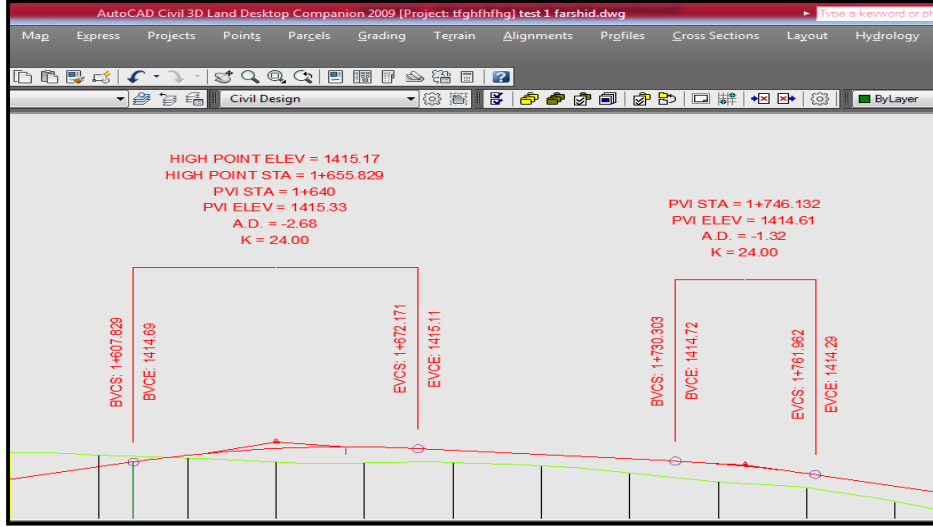 AutoCAD Civil 3D Land Desktop Companion 2009 [Project: tfghfhfhg] test 1 farshid.dwg
Type a keyword or ph
Map Express Projects Points Parcels Grading Terrain Alignments Profiles Cross Sections Layout Hydrology
Civil Design
ByLayer
HIGH POINT ELEV = 1415.17
HIGH POINT STA = 1+655.829
PVI STA = 1+640
PVI ELEV = 1415.33
A.D. = -2.68
K = 24.00
PVI STA = 1+746.132
PVI ELEV = 1414.61
A.D. = -1.32
K = 24.00
BVCS: 1+607.829
BVCE: 1414.69
EVCS: 1+672.171
EVCE: 1415.11
BVCS: 1+730.303
BVCE: 1414.72
EVCS: 1+761.962
EVCE: 1414.29